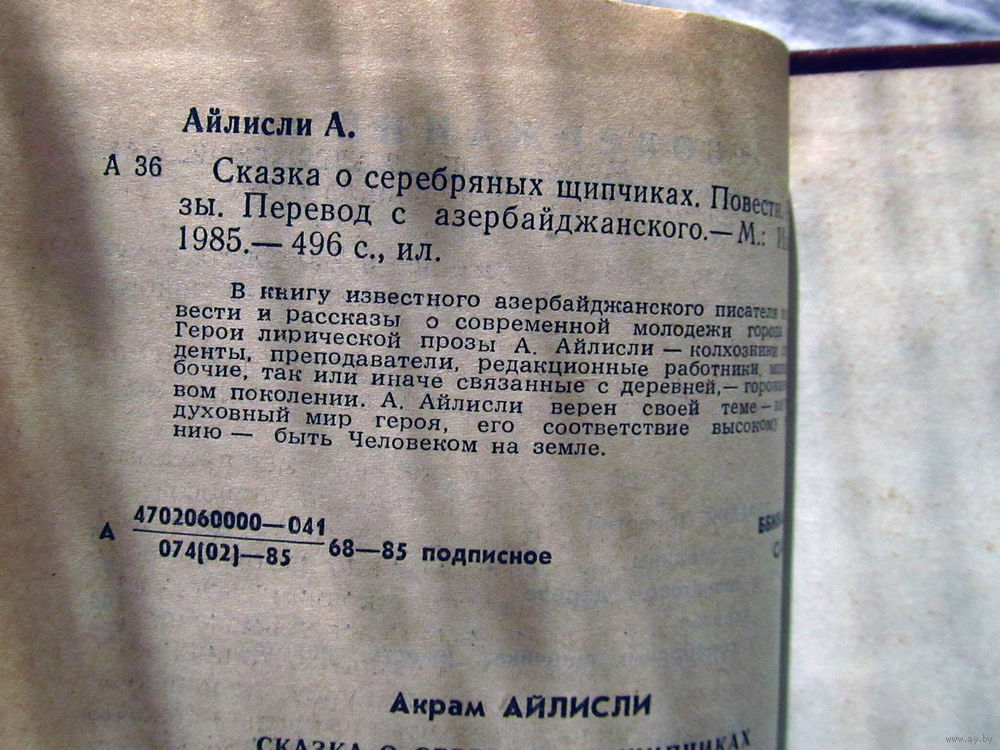 Айлисли А.
А 36 Сказка о серебряных щипчиках. Повести,
зы. Перевод с азербайджанского.— М.:
1985.— 496 с., ил.
В книгу известного азербайджанского писателя
вести и рассказы о современной молодежи города
Герои лирической прозы А. Айлисли — колхозники
денты, преподаватели, редакционные работники,
бочие, так или иначе связанные с деревней,—
вом поколении. А. Айлисли верен своей теме —
духовный мир героя, его соответствие высокому
нию — быть Человеком на земле.
А 4702060000—041
074(02)—85 68—85 подписное
Акрам АЙЛИСЛИ
СКАЗКА О
www.ay.by